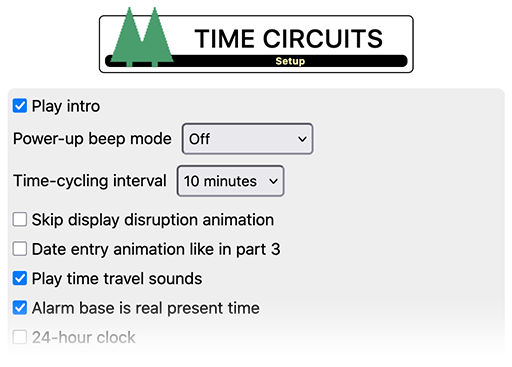 TIME CIRCUITS
Setup
Play intro
Power-up beep mode Off
Time-cycling interval 10 minutes
Skip display disruption animation
Date entry animation like in part 3
Play time travel sounds
Alarm base is real present time
24-hour clock